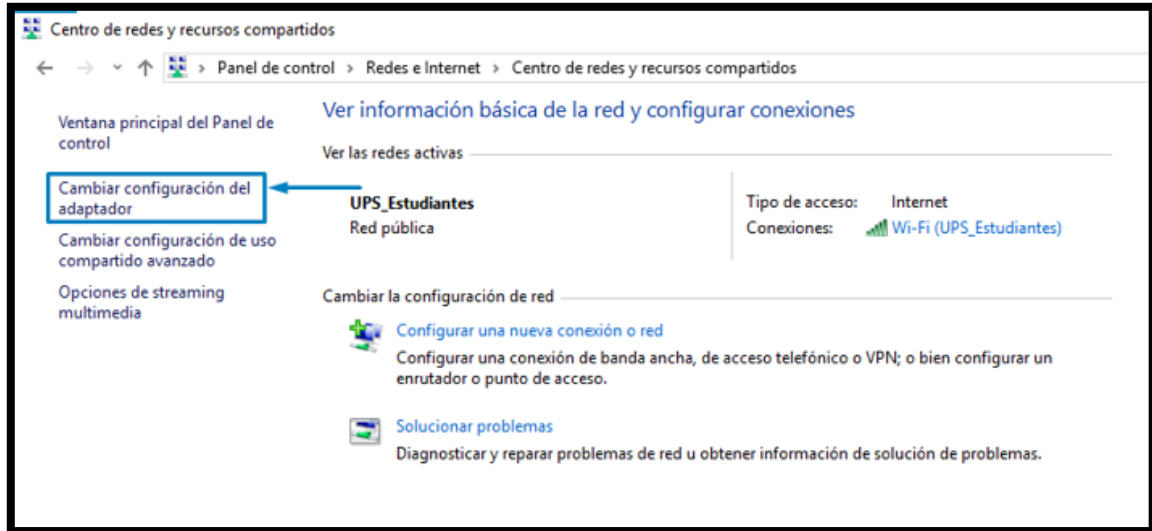 Centro de redes y recursos compartidos
Panel de control > Redes e Internet > Centro de redes y recursos compartidos
Ventana principal del Panel de
control
Cambiar configuración del
adaptador
Cambiar configuración de uso
compartido avanzado
Opciones de streaming
multimedia
Ver información básica de la red y configurar conexiones
Ver las redes activas
UPS_Estudiantes
Red pública
Tipo de acceso: Internet
Conexiones: Wi-Fi (UPS_Estudiantes)
Cambiar la configuración de red
Configurar una nueva conexión o red
Configurar una conexión de banda ancha, de acceso telefónico o VPN; o bien configurar un
enrutador o punto de acceso.
Solucionar problemas
Diagnosticar y reparar problemas de red u obtener información de solución de problemas.